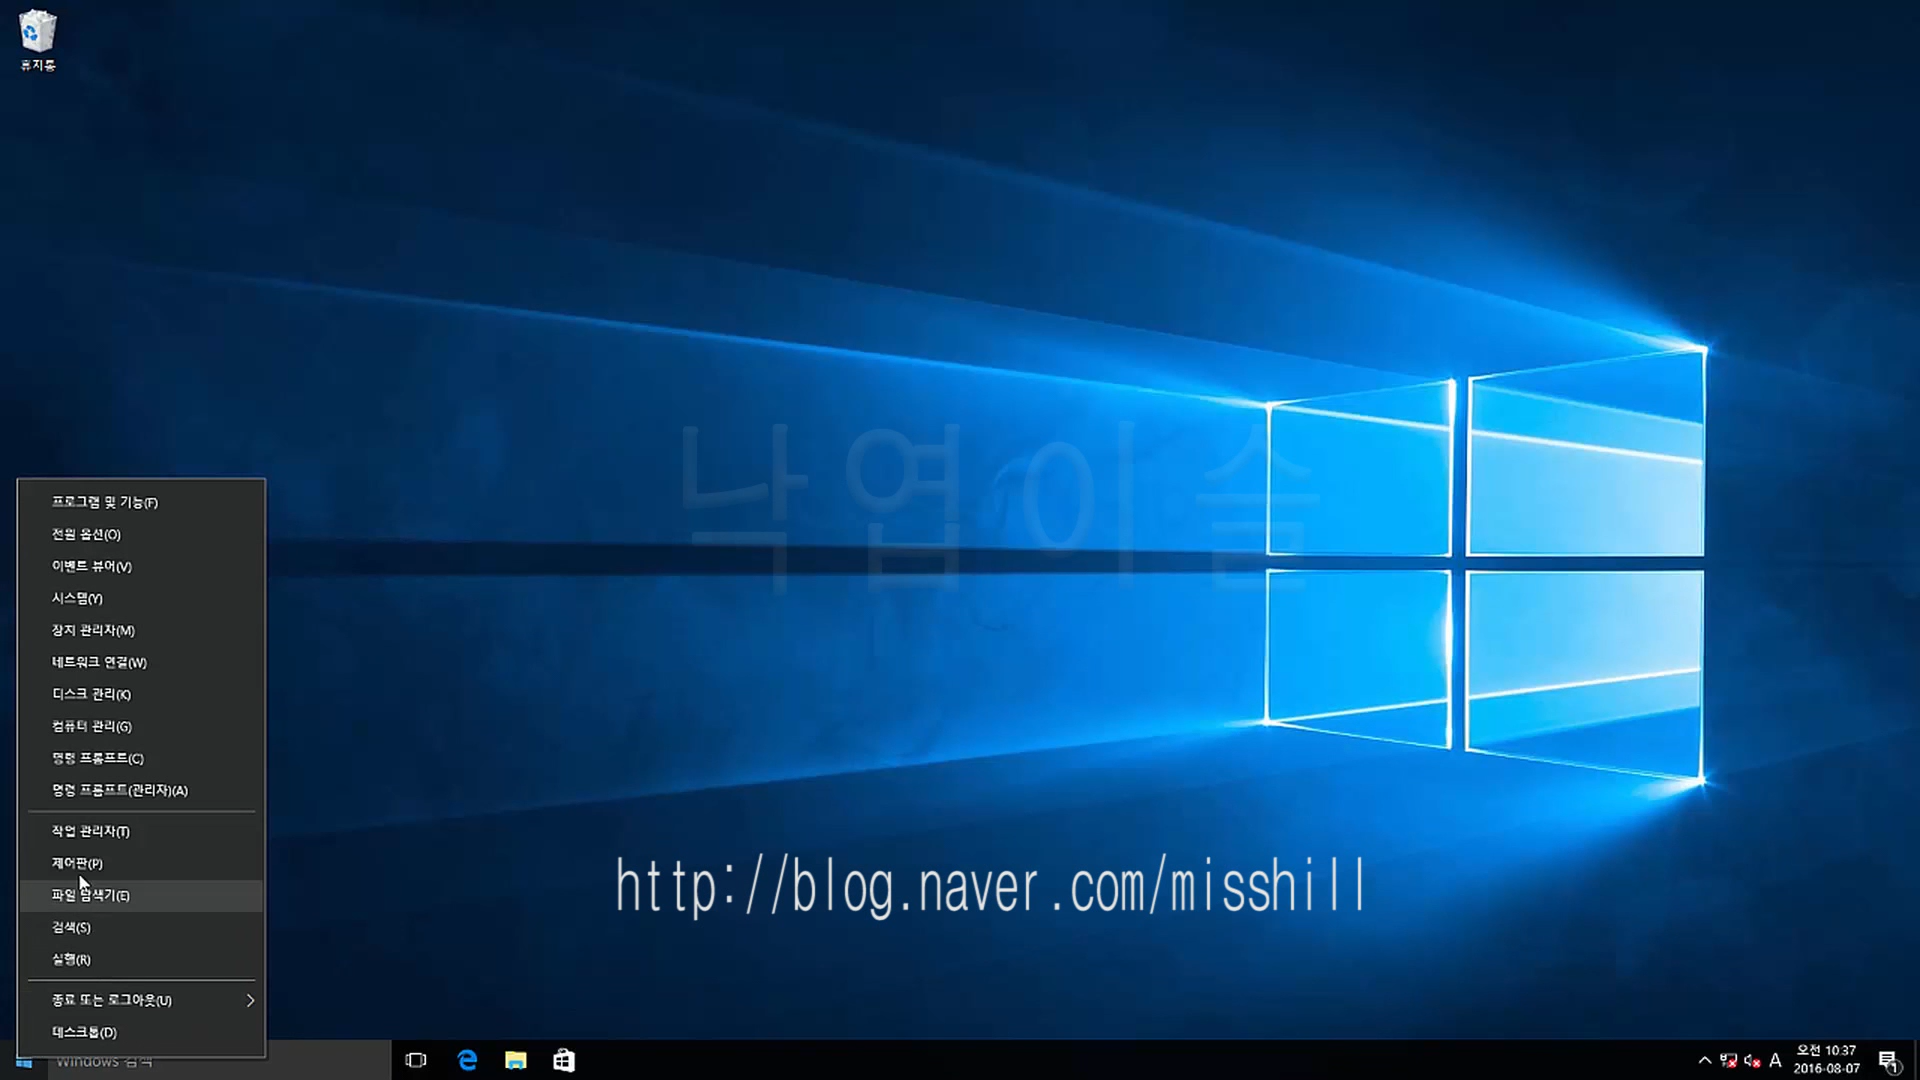 휴지통
낙엽이슬
프로그램 및 기능(F)
전원 옵션(O)
이벤트 뷰어(V)
시스템(Y)
장치 관리자(M)
네트워크 연결(W)
디스크 관리(K)
컴퓨터 관리(G)
명령 프롬프트(C)
명령 프롬프트(관리자)(A)
작업 관리자(T)
제어판(P)
파일 탐색기(E)
검색(S)
실행(R)
종료 또는 로그아웃(U)
데스크톱(D)
http://blog.naver.com/misshill
Windows 검색
A
오전 10:37
2016-08-07
1